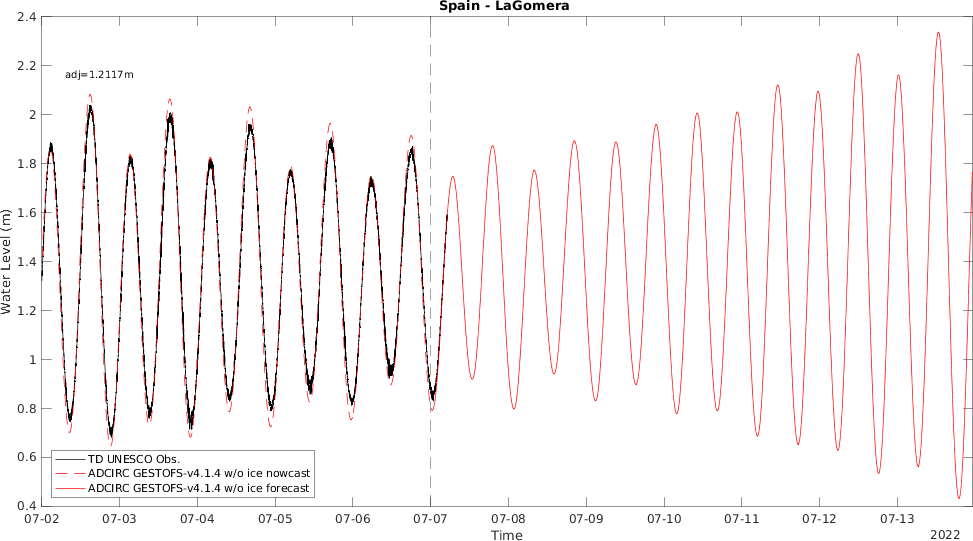 Spain - LaGomera
adj=1.2117m
Water Level (m)
2.4
2.2
2
1.8
1.6
1.4
1.2
1
0.8
0.6
0.4
TD UNESCO Obs.
ADCIRC GESTOFS-v4.1.4 w/o ice nowcast
ADCIRC GESTOFS-v4.1.4 w/o ice forecast
07-02 07-03 07-04 07-05 07-06 07-07 07-08 07-09 07-10 07-11 07-12 07-13
Time
2022